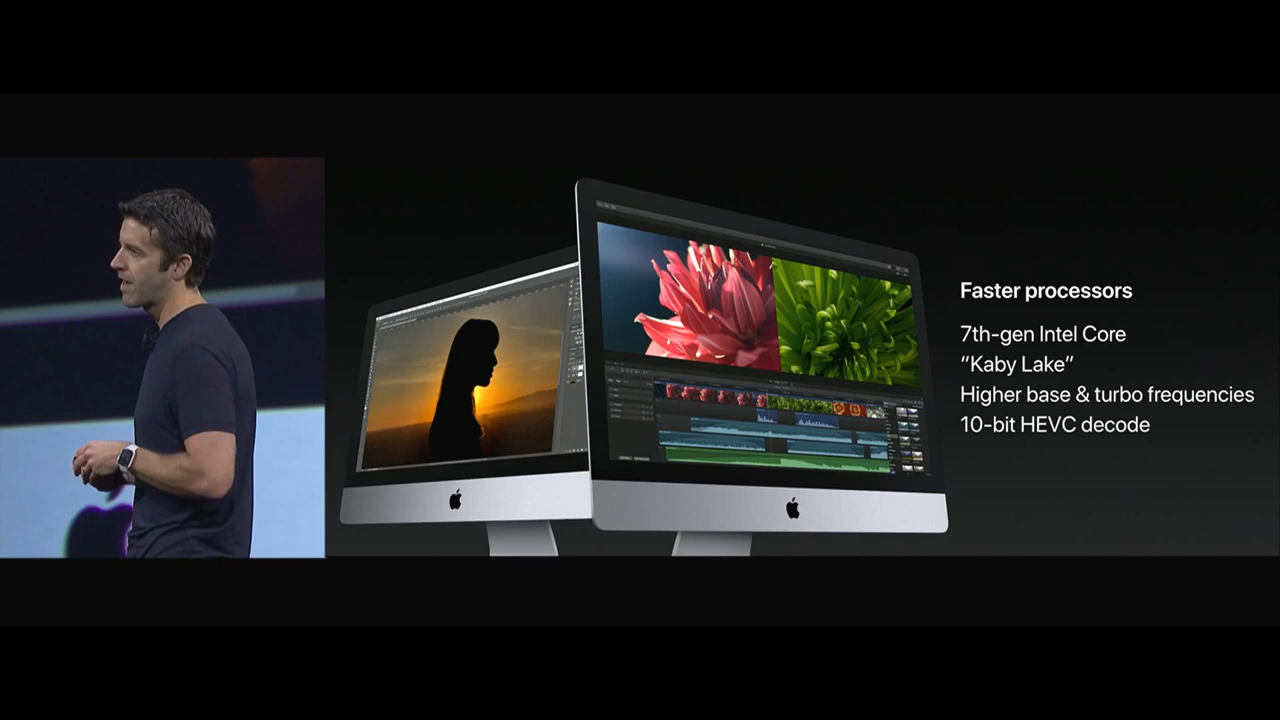 Faster processors
7th-gen Intel Core
“Kaby Lake”
Higher base & turbo frequencies
10-bit HEVC decode